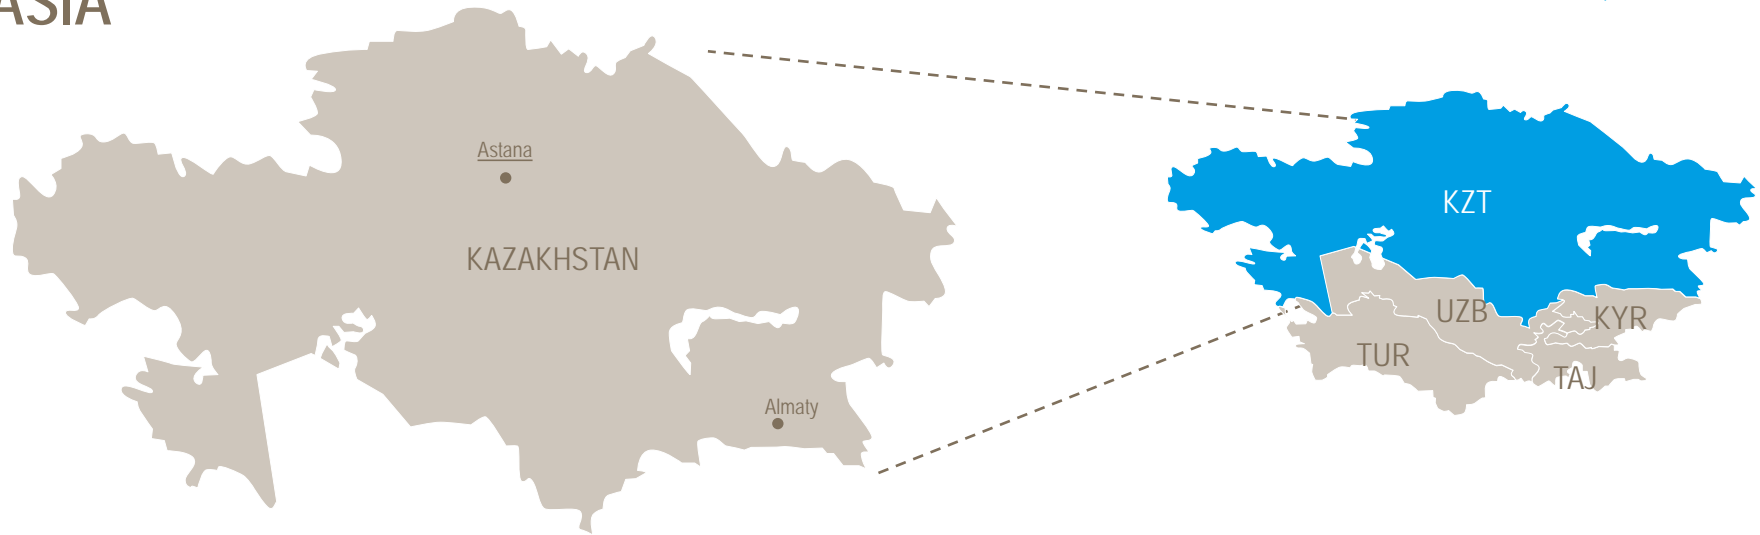 ASIA
Astana
KAZAKHSTAN
Almaty
KZT
UZB
KYR
TUR
TAJ